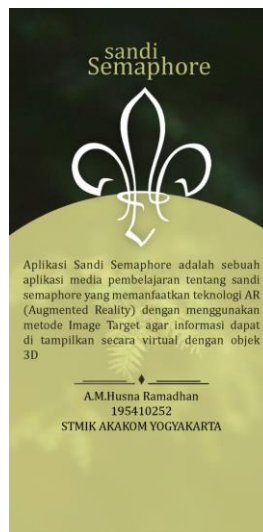 sandi
Semaphore
Aplikasi Sandi Semaphore adalah sebuah
aplikasi media pembelajaran tentang sandi
semaphore yang memanfaatkan teknologi AR
(Augmented Reality) dengan menggunakan
metode Image Target agar informasi dapat
di tampilkan secara virtual dengan objek
3D
A.M.Husna Ramadhan
195410252
STMIK AKAKOM YOGYAKARTA